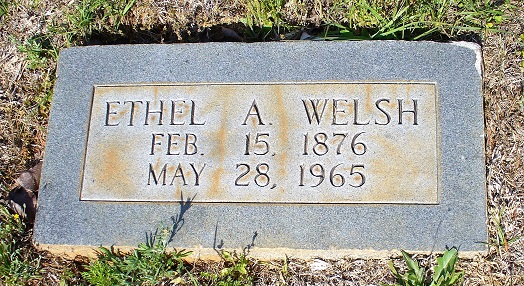 ETHEL A. WELSH
FEB. 15, 1876
MAY 28, 1965